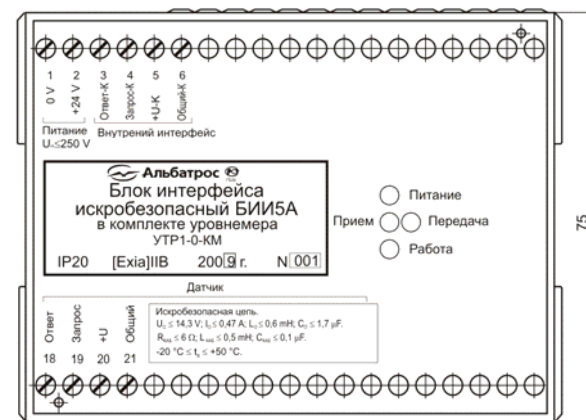 1 2 3 4 5 6
0 V
+24 V
Ответ-К
Запрос-К
+U-К
Общий-К
Питание Внутрений интерфейс
U₌≤250 V
Альбатрос
Блок интерфейса
искробезопасный БИИ5А
в комплекте уровнемера
УТР1-0-КМ
IP20 [Exia]IIB 2009 г. N 001
Питание
Прием Передача
Работа
75
Датчик
Ответ
Запрос
+U
Общий
18 19 20 21
Искробезопасная цепь.
U₀ ≤ 14,3 V; I₀ ≤ 0,47 A; L₀ ≤ 0,6 mH; C₀ ≤ 1,7 µF.
Rкаб ≤ 6 Ω; Lкаб ≤ 0,5 mH; Cкаб ≤ 0,1 µF.
-20 °C ≤ tₐ ≤ +50 °C.